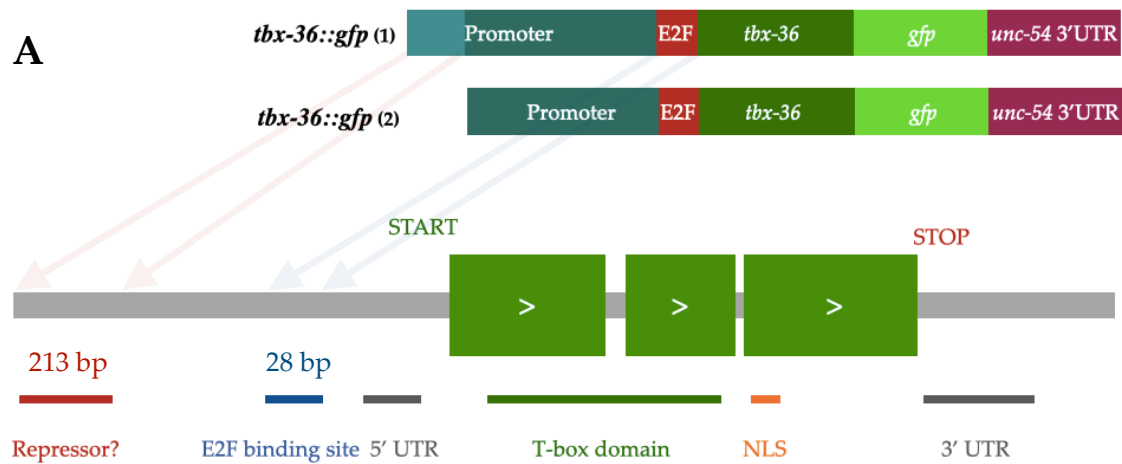 A
tbx-36::gfp (1)
Promoter E2F tbx-36 gfp unc-54 3'UTR
tbx-36::gfp (2)
Promoter E2F tbx-36 gfp unc-54 3'UTR
START
STOP
> > >
213 bp 28 bp
Repressor? E2F binding site 5' UTR T-box domain NLS 3' UTR